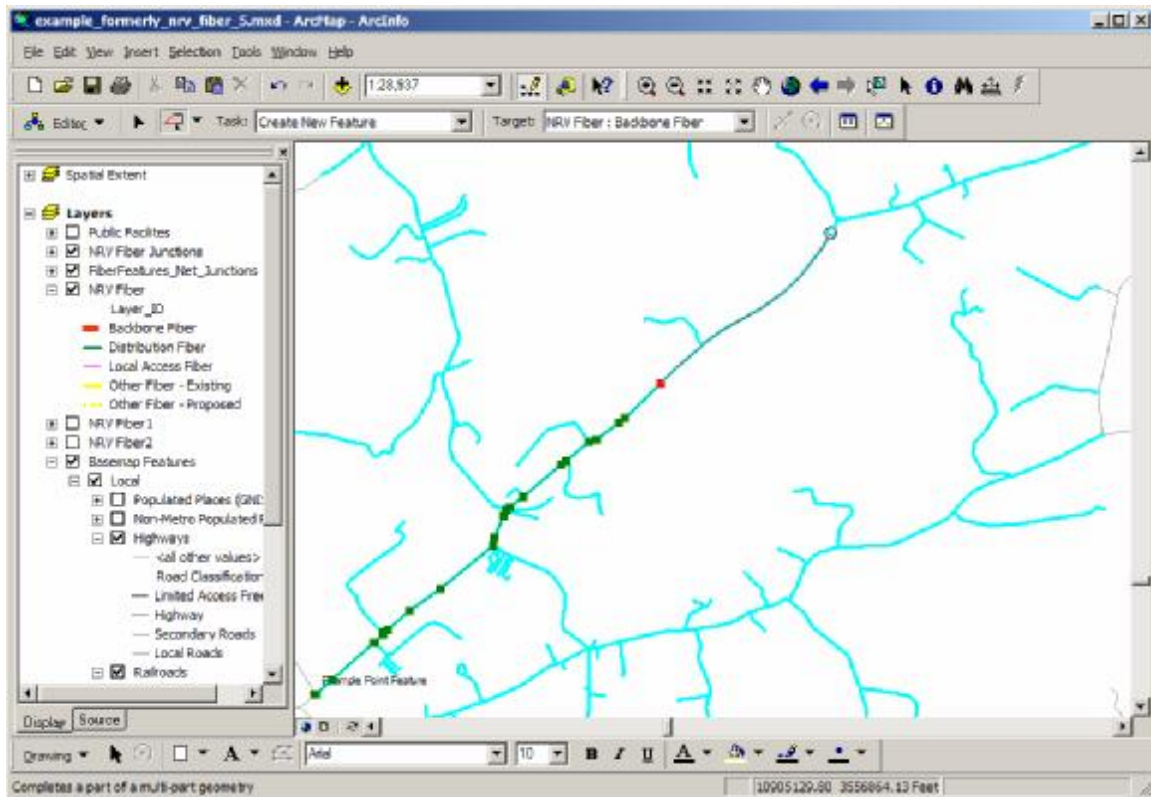 example_formerly_nrv_fiber_5.mxd - ArcMap - ArcInfo
File Edit View Insert Selection Tools Window Help
1:28,637
Editor Task: Create New Feature Target: NRV Fiber : Backbone Fiber
Spatial Extent
Layers
Public Facilites
NRV Fiber Junctions
FiberFeatures_Net_Junctions
NRV Fiber
Layer_ID
Backbone Fiber
Distribution Fiber
Local Access Fiber
Other Fiber - Existing
Other Fiber - Proposed
NRV Fiber1
NRV Fiber2
Basemap Features
Local
Populated Places (GNIS
Non-Metro Populated P
Highways
<all other values>
Road Classification
Limited Access Free
Highway
Secondary Roads
Local Roads
Railroads
Display Source
Example Point Feature
Drawing A Arial 10 B I U A
Completes a part of a multi-part geometry 10905129.80 3556864.13 Feet